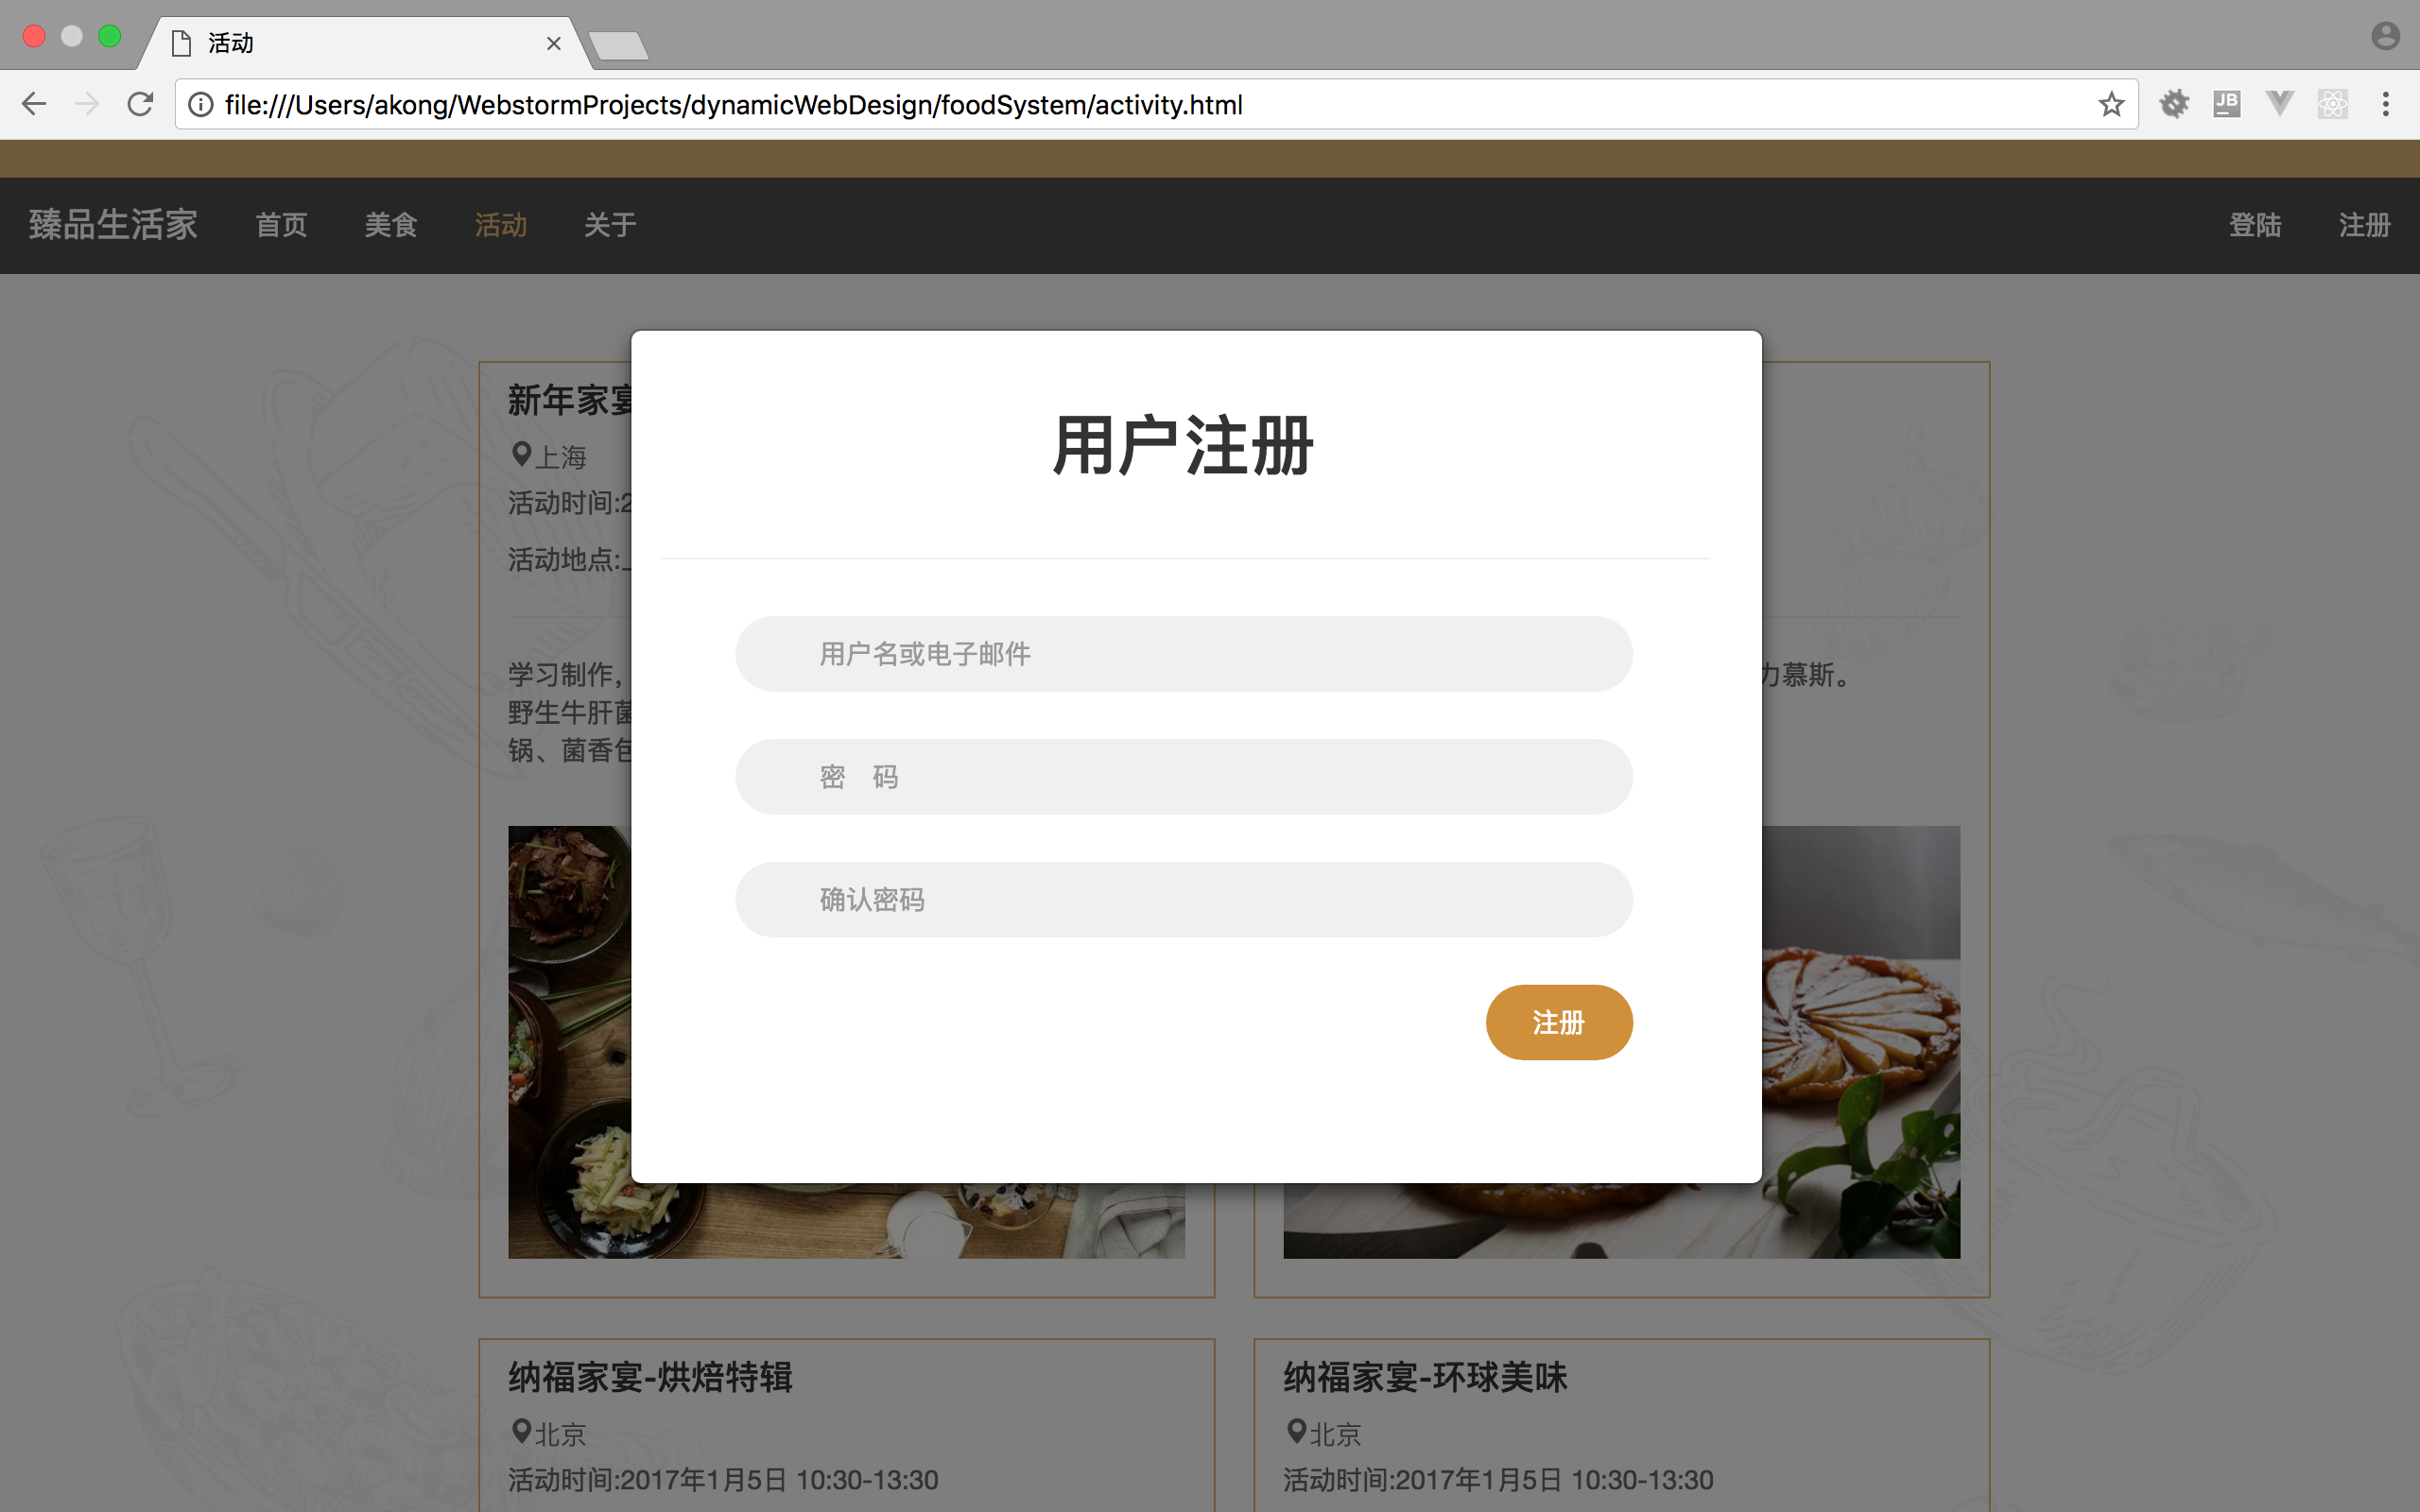 活动
file:///Users/akong/WebstormProjects/dynamicWebDesign/foodSystem/activity.html
JB
臻品生活家 首页 美食 活动 关于 登陆 注册
新年家宴
上海
活动时间:2
活动地点:
学习制作，
野生牛肝菌
锅、菌香包
力慕斯。
用户注册
用户名或电子邮件
密 码
确认密码
注册
纳福家宴-烘焙特辑
北京
活动时间:2017年1月5日 10:30-13:30
纳福家宴-环球美味
北京
活动时间:2017年1月5日 10:30-13:30